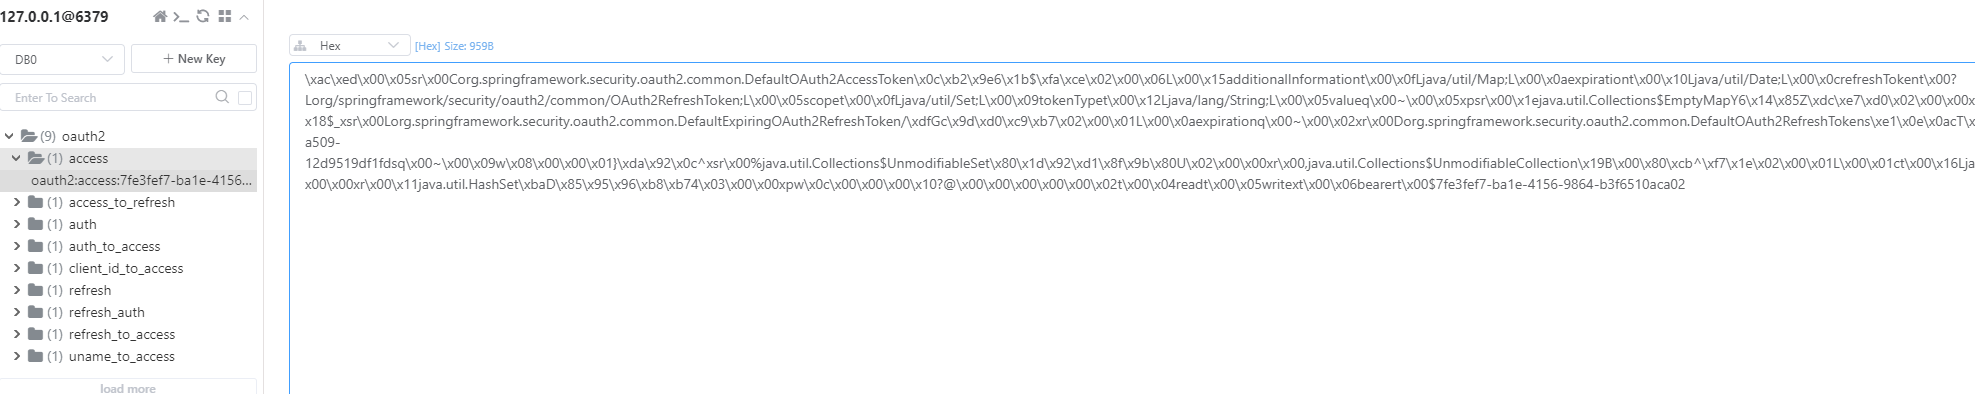 127.0.0.1@6379
DB0
+ New Key
Enter To Search
(9) oauth2
(1) access
oauth2:access:7fe3fef7-ba1e-4156...
(1) access_to_refresh
(1) auth
(1) auth_to_access
(1) client_id_to_access
(1) refresh
(1) refresh_auth
(1) refresh_to_access
(1) uname_to_access
load more
Hex
[Hex] Size: 959B
\xac\xed\x00\x05sr\x00Corg.springframework.security.oauth2.common.DefaultOAuth2AccessToken\x0c\xb2\x9e6\x1b$\xfa\xce\x02\x00\x06L\x00\x15additionalInformationt\x00\x0fLjava/util/Map;L\x00\x0aexpirationt\x00\x10Ljava/util/Date;L\x00\x0crefreshTokent\x00?
Lorg/springframework/security/oauth2/common/OAuth2RefreshToken;L\x00\x05scopet\x00\x0fLjava/util/Set;L\x00\x09tokenTypet\x00\x12Ljava/lang/String;L\x00\x05valueq\x00~\x00\x05xpsr\x00\x1ejava.util.Collections$EmptyMapY6\x14\x85Z\xdc\xe7\xd0\x02\x00\x00x
x18$_xsr\x00Lorg.springframework.security.oauth2.common.DefaultExpiringOAuth2RefreshToken/\xdfGc\x9d\xd0\xc9\xb7\x02\x00\x01L\x00\x0aexpirationq\x00~\x00\x02xr\x00Dorg.springframework.security.oauth2.common.DefaultOAuth2RefreshTokens\xe1\x0e\x0acT\x
a509-
12d9519df1fdsq\x00~\x00\x09w\x08\x00\x00\x01}\xda\x92\x0c^xsr\x00%java.util.Collections$UnmodifiableSet\x80\x1d\x92\xd1\x8f\x9b\x80U\x02\x00\x00xr\x00,java.util.Collections$UnmodifiableCollection\x19B\x00\x80\xcb^\xf7\x1e\x02\x00\x01L\x00\x01ct\x00\x16Lja
x00\x00xr\x00\x11java.util.HashSet\xbaD\x85\x95\x96\xb8\xb74\x03\x00\x00xpw\x0c\x00\x00\x00\x10?@\x00\x00\x00\x00\x00\x02t\x00\x04readt\x00\x05writext\x00\x06bearert\x00$7fe3fef7-ba1e-4156-9864-b3f6510aca02